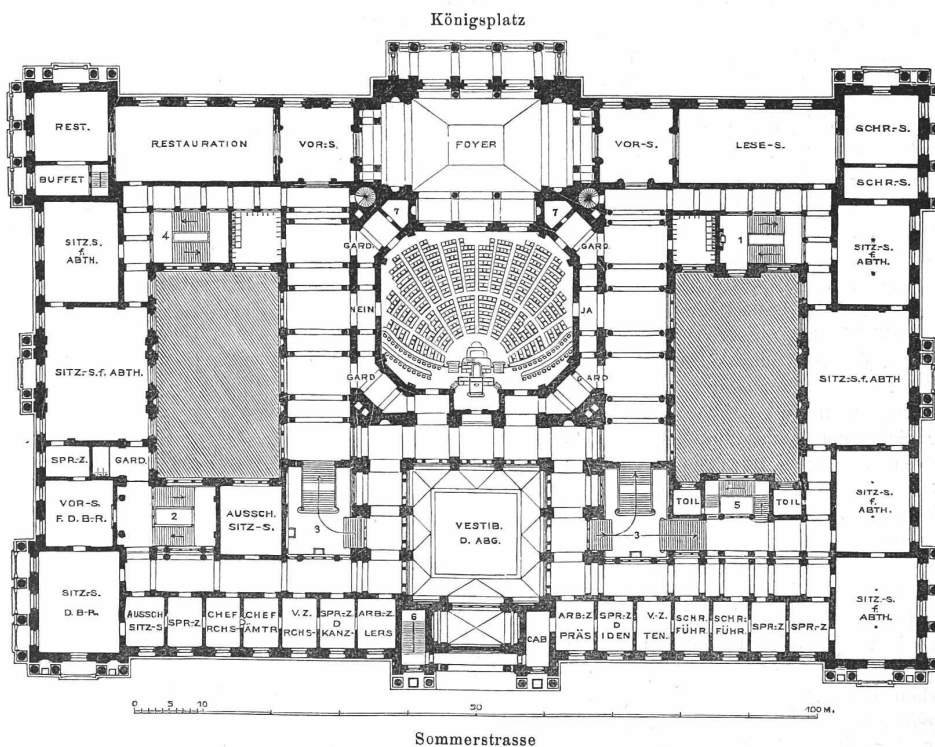 Königsplatz
REST.
RESTAURATION
VOR-S.
FOYER
VOR-S.
LESE-S.
SCHR.-S.
BUFFET
SCHR.-S.
7
7
SITZ.S.
f.
ABTH.
4
GARD.
GARD.
1
SITZ-S.
f.
ABTH.
NEIN
JA
SITZ-S.f. ABTH.
GARD
GARD
SITZ-S.f. ABTH
SPR-Z.
GARD.
VOR-S.
F. D. B-R.
2
AUSSCH.
SITZ-S.
3
VESTIB.
D. ABG.
3
TOIL
5
TOIL
SITZ-S.
f.
ABTH.
SITZ-S.
D. B-R.
AUSSCH
SITZ-S
SPR-Z
CHEF
RCHS-
CHEF
ÄMTR.
D
V. Z.
RCHS-
SPR-Z
D
KANZ-
ARB-Z
LERS
6
CAB
ARB-Z
PRÄS
SPR-Z
D
IDEN
V.-Z.
TEN.
SCHR.
FÜHR.
SCHR.
FÜHR.
SPR-Z
SPR.-Z
SITZ-S.
f.
ABTH.
0 5 10 50 100 M.
Sommerstrasse